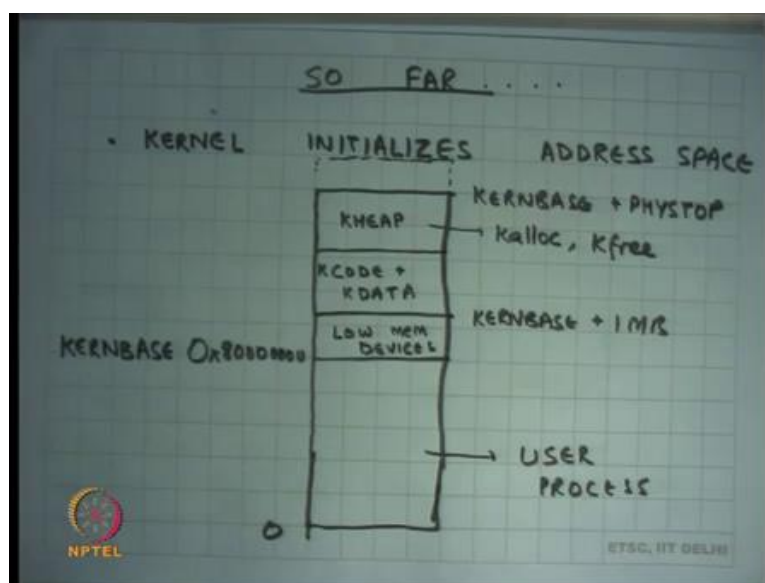 SO FAR ....
. KERNEL INITIALIZES ADDRESS SPACE
KERNBASE + PHYSTOP
KHEAP
Kalloc, Kfree
KCODE +
KDATA
KERNBASE + 1MB
LOW MEM
DEVICES
KERNBASE 0x80000000
USER
PROCESS
0
NPTEL
ETSC, IIT DELHI